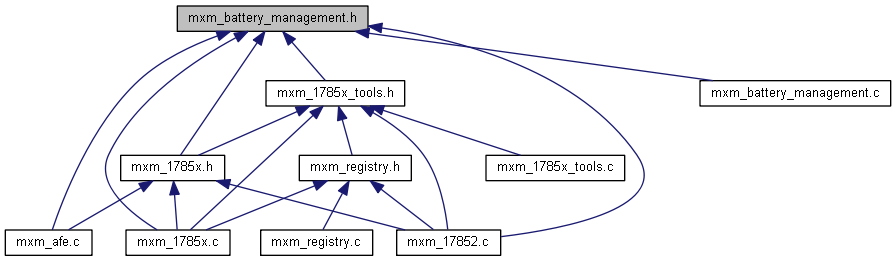 mxm_battery_management.h
mxm_1785x_tools.h
mxm_battery_management.c
mxm_1785x.h
mxm_registry.h
mxm_1785x_tools.c
mxm_afe.c
mxm_1785x.c
mxm_registry.c
mxm_17852.c